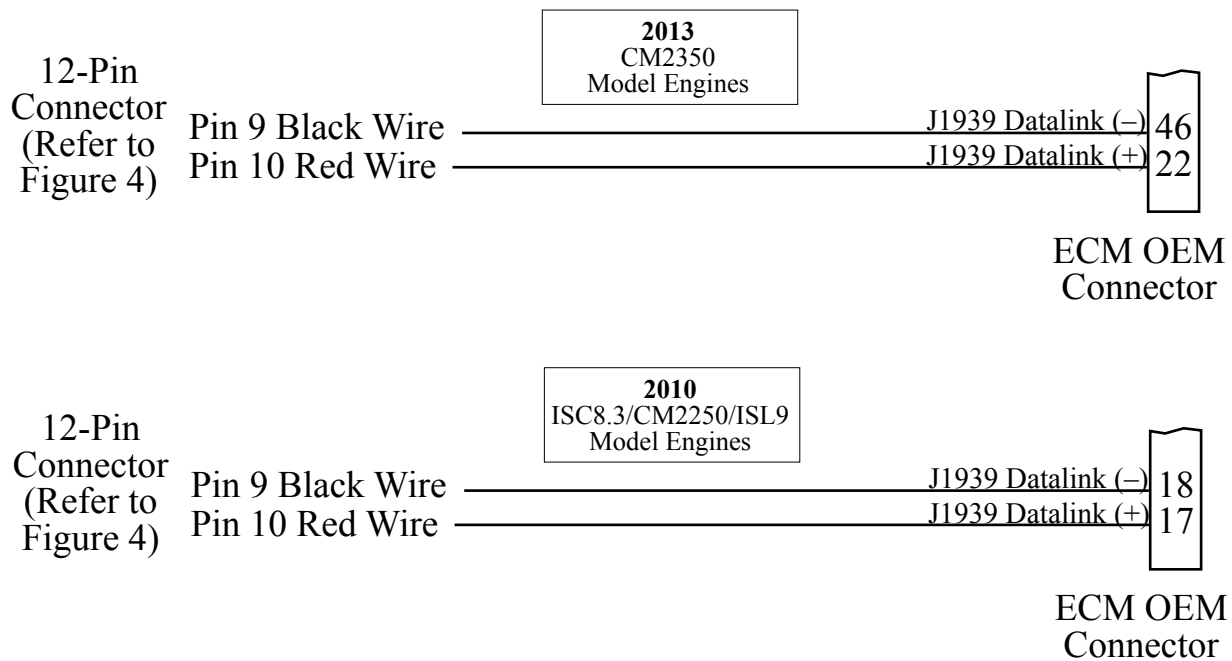 2013
CM2350
Model Engines
12-Pin
Connector
(Refer to
Figure 4)
Pin 9 Black Wire
J1939 Datalink (–)
46
Pin 10 Red Wire
J1939 Datalink (+)
22
ECM OEM
Connector
2010
ISC8.3/CM2250/ISL9
Model Engines
12-Pin
Connector
(Refer to
Figure 4)
Pin 9 Black Wire
J1939 Datalink (–)
18
Pin 10 Red Wire
J1939 Datalink (+)
17
ECM OEM
Connector